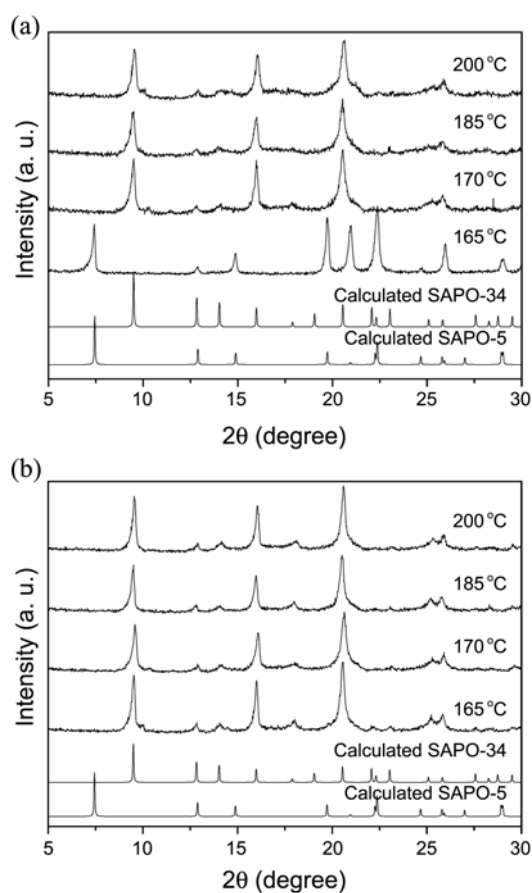 (a)
200 °C
185 °C
170 °C
165 °C
Calculated SAPO-34
Calculated SAPO-5
Intensity (a. u.)
5 10 15 20 25 30
2θ (degree)
(b)
200 °C
185 °C
170 °C
165 °C
Calculated SAPO-34
Calculated SAPO-5
Intensity (a. u.)
5 10 15 20 25 30
2θ (degree)